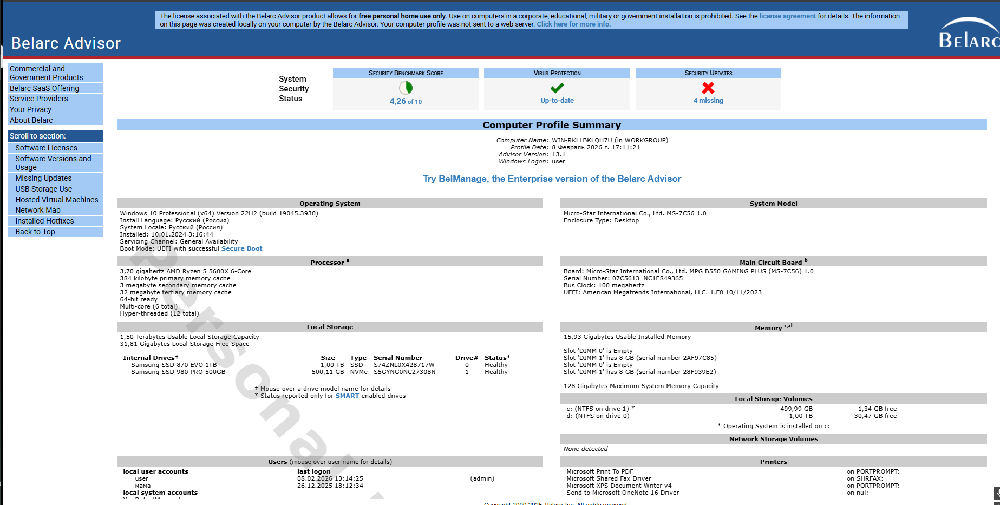 The license associated with the Belarc Advisor product allows for free personal home use only. Use on computers in a corporate, educational, military or government installation is prohibited. See the license agreement for details. The information
on this page was created locally on your computer by the Belarc Advisor. Your computer profile was not sent to a web server. Click here for more info.
Belarc Advisor
BELARC
Commercial and
Government Products
Belarc SaaS Offering
Service Providers
Your Privacy
About Belarc
Scroll to section:
Software Licenses
Software Versions and
Usage
Missing Updates
USB Storage Use
Hosted Virtual Machines
Network Map
Installed Hotfixes
Back to Top
System
Security
Status
SECURITY BENCHMARK SCORE
4,26 of 10
VIRUS PROTECTION
Up-to-date
SECURITY UPDATES
4 missing
Computer Profile Summary
Computer Name: WIN-RKLLBKLQH7U (in WORKGROUP)
Profile Date: 8 Февраль 2026 г. 17:11:21
Advisor Version: 13.1
Windows Logon: user
Try BelManage, the Enterprise version of the Belarc Advisor
Operating System
Windows 10 Professional (x64) Version 22H2 (build 19045.3930)
Install Language: Русский (Россия)
System Locale: Русский (Россия)
Installed: 10.01.2024 3:16:44
Servicing Channel: General Availability
Boot Mode: UEFI with successful Secure Boot
System Model
Micro-Star International Co., Ltd. MS-7C56 1.0
Enclosure Type: Desktop
Processor a
3,70 gigahertz AMD Ryzen 5 5600X 6-Core
384 kilobyte primary memory cache
3 megabyte secondary memory cache
32 megabyte tertiary memory cache
64-bit ready
Multi-core (6 total)
Hyper-threaded (12 total)
Main Circuit Board b
Board: Micro-Star International Co., Ltd. MPG B550 GAMING PLUS (MS-7C56) 1.0
Serial Number: 07C5613_NC1E849365
Bus Clock: 100 megahertz
UEFI: American Megatrends International, LLC. 1.F0 10/11/2023
Local Storage
1,50 Terabytes Usable Local Storage Capacity
31,81 Gigabytes Local Storage Free Space
Internal Drives† Size Type Serial Number Drive# Status*
Samsung SSD 870 EVO 1TB 1,00 TB SSD S74ZNL0X428717W 0 Healthy
Samsung SSD 980 PRO 500GB 500,11 GB NVMe S5GYNG0NC27308N 1 Healthy
† Mouse over a drive model name for details
* Status reported only for SMART enabled drives
Memory c,d
15,93 Gigabytes Usable Installed Memory
Slot 'DIMM 0' is Empty
Slot 'DIMM 1' has 8 GB (serial number 2AF97C85)
Slot 'DIMM 0' is Empty
Slot 'DIMM 1' has 8 GB (serial number 28F939E2)
128 Gigabytes Maximum System Memory Capacity
Local Storage Volumes
c: (NTFS on drive 1) * 499,99 GB 1,34 GB free
d: (NTFS on drive 0) 1,00 TB 30,47 GB free
* Operating System is installed on c:
Network Storage Volumes
None detected
Users (mouse over user name for details)
local user accounts last logon
user 08.02.2026 13:14:25 (admin)
мама 26.12.2025 18:12:34
local system accounts
Printers
Microsoft Print To PDF on PORTPROMPT:
Microsoft Shared Fax Driver on SHRFAX:
Microsoft XPS Document Writer v4 on PORTPROMPT:
Send to Microsoft OneNote 16 Driver on nul:
Personal